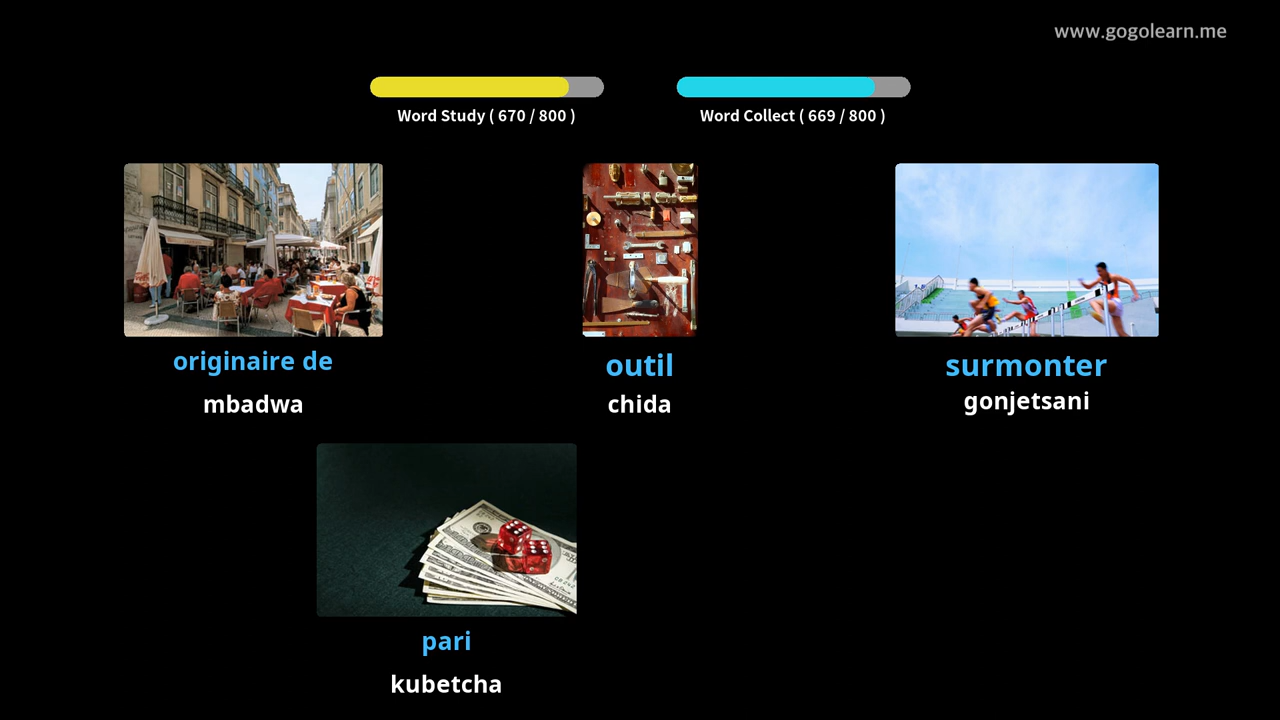 www.gogolearn.me
Word Study ( 670 / 800 )
Word Collect ( 669 / 800 )
originaire de
mbadwa
outil
chida
surmonter
gonjetsani
pari
kubetcha